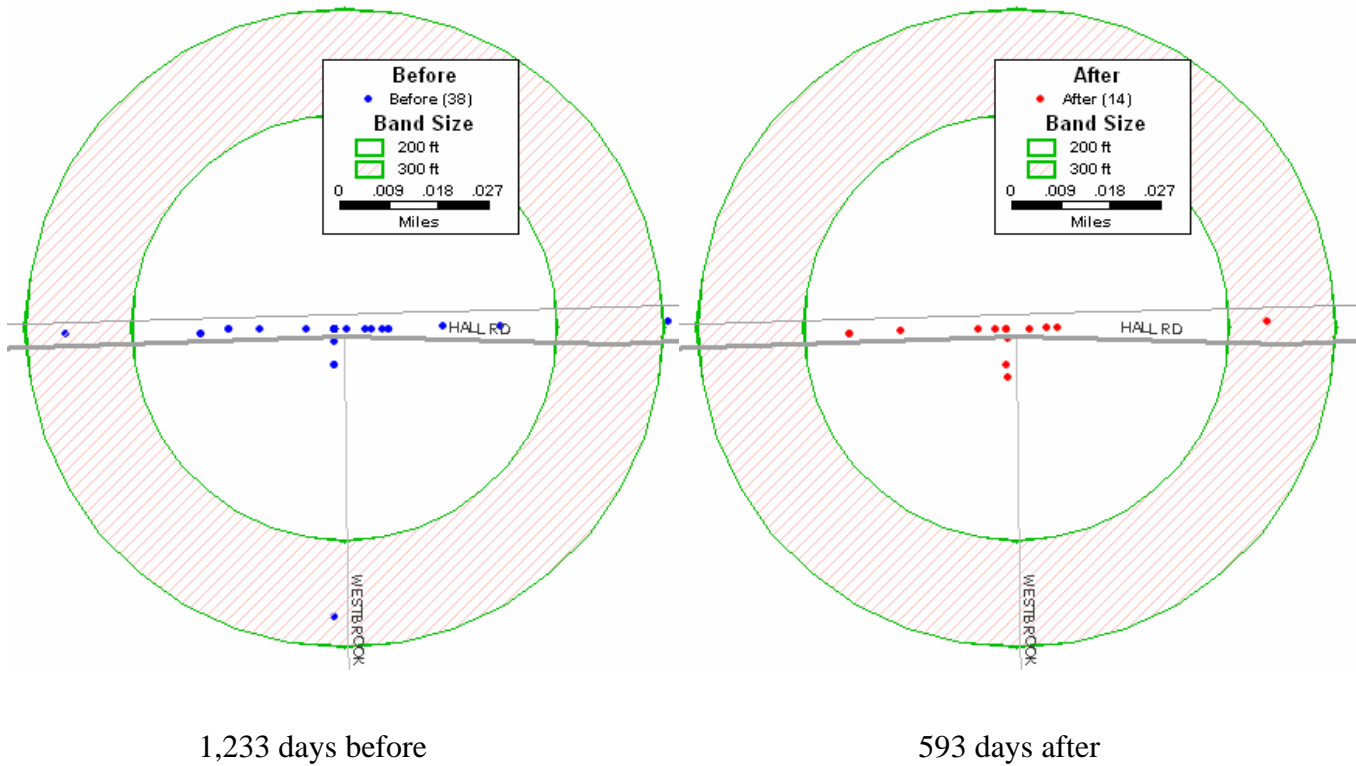 Before
Before (38)
Band Size
200 ft
300 ft
0 .009 .018 .027
Miles
HALL RD
WESTBROOK
After
After (14)
Band Size
200 ft
300 ft
0 .009 .018 .027
Miles
HALL RD
WESTBROOK
1,233 days before
593 days after